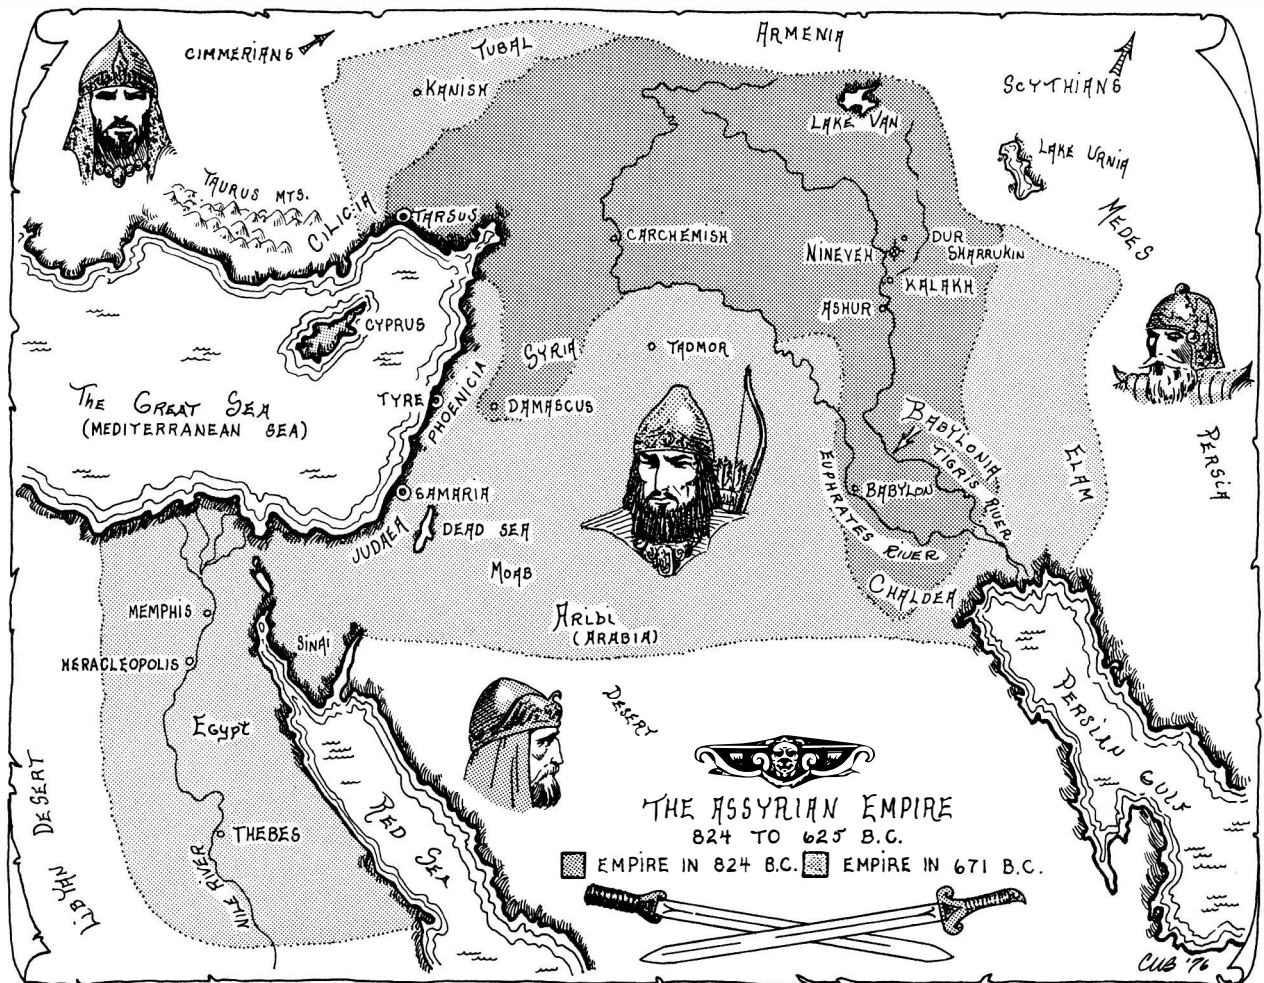 CIMMERIANS
TUBAL
ARMENIA
SCYTHIANS
KANISH
LAKE VAN
LAKE URNIA
TAURUS MTS.
CILICIA
TARSUS
MEDES
CARCHEMISH
NINEVEH
DUR
SHARRUKIN
KALAKH
ASHUR
CYPRUS
SYRIA
TADMOR
THE GREAT SEA
(MEDITERRANEAN SEA)
TYRE
PHOENICIA
DAMASCUS
BABYLONIA
TIGRIS RIVER
ELAM
PERSIA
EUPHRATES RIVER
BABYLON
SAMARIA
JUDAEA
DEAD SEA
MOAB
CHALDEA
ARIBI
(ARABIA)
MEMPHIS
SINAI
HERACLEOPOLIS
EGYPT
DESERT
PERSIAN GULF
LIBYAN DESERT
RED SEA
THEBES
NILE RIVER
THE ASSYRIAN EMPIRE
824 TO 625 B.C.
EMPIRE IN 824 B.C. EMPIRE IN 671 B.C.
CUB '76